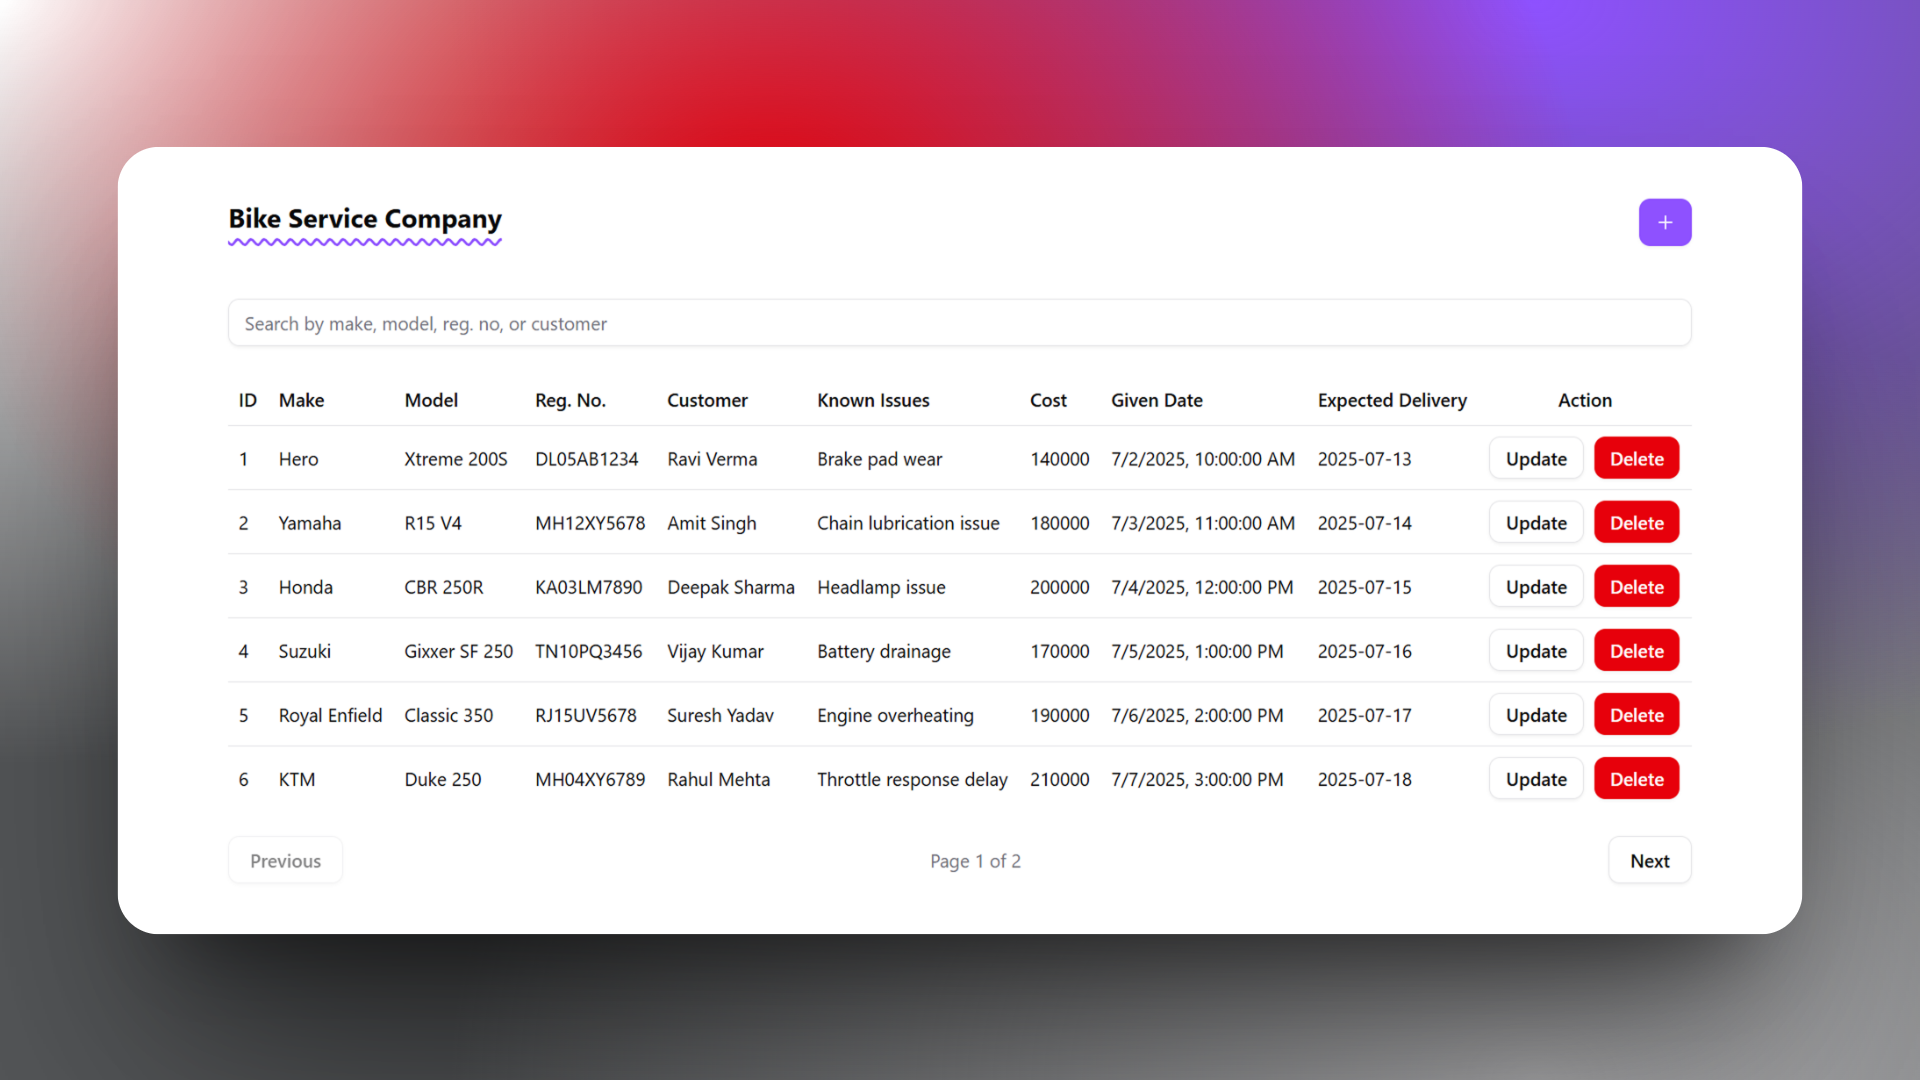 Bike Service Company
+
Search by make, model, reg. no, or customer
ID Make Model Reg. No. Customer Known Issues Cost Given Date Expected Delivery Action
1 Hero Xtreme 200S DL05AB1234 Ravi Verma Brake pad wear 140000 7/2/2025, 10:00:00 AM 2025-07-13 Update Delete
2 Yamaha R15 V4 MH12XY5678 Amit Singh Chain lubrication issue 180000 7/3/2025, 11:00:00 AM 2025-07-14 Update Delete
3 Honda CBR 250R KA03LM7890 Deepak Sharma Headlamp issue 200000 7/4/2025, 12:00:00 PM 2025-07-15 Update Delete
4 Suzuki Gixxer SF 250 TN10PQ3456 Vijay Kumar Battery drainage 170000 7/5/2025, 1:00:00 PM 2025-07-16 Update Delete
5 Royal Enfield Classic 350 RJ15UV5678 Suresh Yadav Engine overheating 190000 7/6/2025, 2:00:00 PM 2025-07-17 Update Delete
6 KTM Duke 250 MH04XY6789 Rahul Mehta Throttle response delay 210000 7/7/2025, 3:00:00 PM 2025-07-18 Update Delete
Previous Page 1 of 2 Next